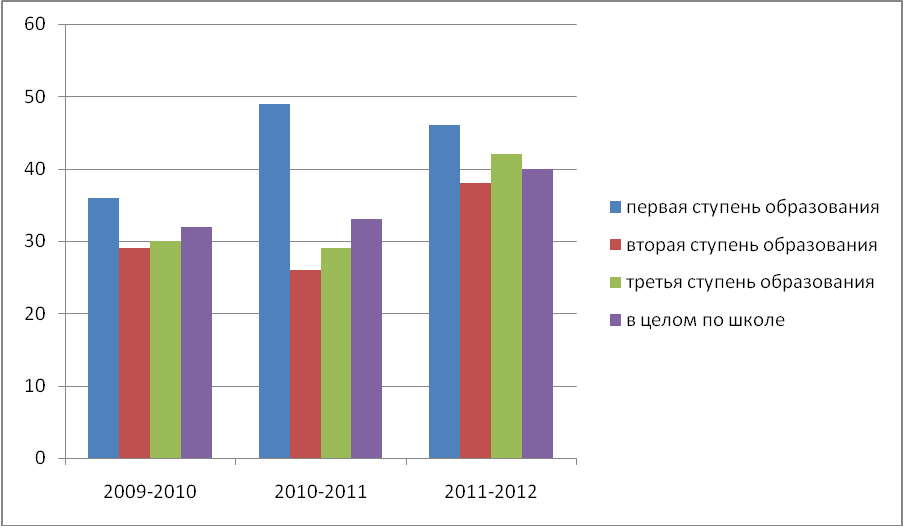 60
50
40
30
20
10
0
2009-2010
2010-2011
2011-2012
первая ступень образования
вторая ступень образования
третья ступень образования
в целом по школе